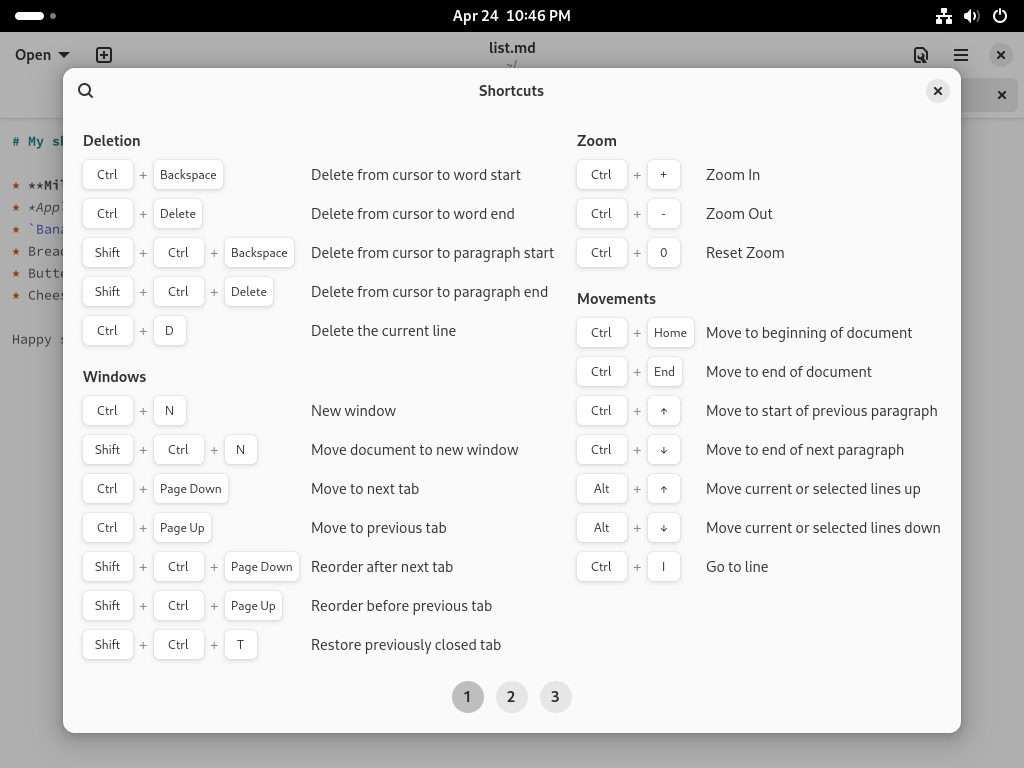 Apr 24 10:46 PM
Open
list.md
~/
Shortcuts
Deletion
Ctrl + Backspace Delete from cursor to word start
Ctrl + Delete Delete from cursor to word end
Shift + Ctrl + Backspace Delete from cursor to paragraph start
Shift + Ctrl + Delete Delete from cursor to paragraph end
Ctrl + D Delete the current line
Windows
Ctrl + N New window
Shift + Ctrl + N Move document to new window
Ctrl + Page Down Move to next tab
Ctrl + Page Up Move to previous tab
Shift + Ctrl + Page Down Reorder after next tab
Shift + Ctrl + Page Up Reorder before previous tab
Shift + Ctrl + T Restore previously closed tab
Zoom
Ctrl + + Zoom In
Ctrl + - Zoom Out
Ctrl + 0 Reset Zoom
Movements
Ctrl + Home Move to beginning of document
Ctrl + End Move to end of document
Ctrl + ↑ Move to start of previous paragraph
Ctrl + ↓ Move to end of next paragraph
Alt + ↑ Move current or selected lines up
Alt + ↓ Move current or selected lines down
Ctrl + I Go to line
1 2 3
# My
*
*
*
*
*
*
Happy